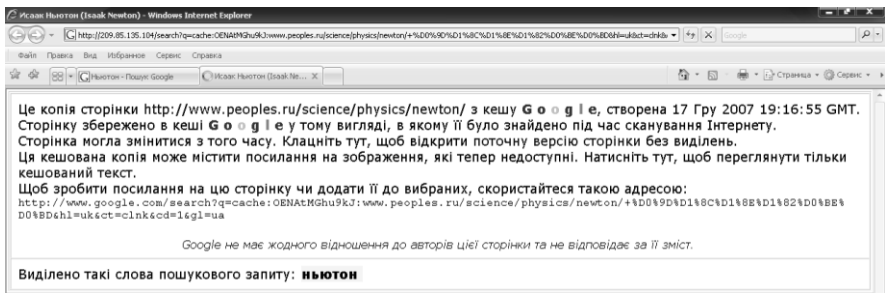 Исаак Ньютон (Isaak Newton) - Windows Internet Explorer
http://209.85.135.104/search?q=cache:OENAtMGhu9kJ:www.peoples.ru/science/physics/newton/+%D0%9D%D1%8C%D1%8E%D1%82%D0%BE%D0%BD&hl=uk&ct=clnk&
Google
Файл Правка Вид Избранное Сервис Справка
Ньютон - Пошук Google
Исаак Ньютон (Isaak Ne...
Страница
Сервис
Це копія сторінки http://www.peoples.ru/science/physics/newton/ з кешу Google, створена 17 Гру 2007 19:16:55 GMT.
Сторінку збережено в кеші Google у тому вигляді, в якому її було знайдено під час сканування Інтернету.
Сторінка могла змінитися з того часу. Клацніть тут, щоб відкрити поточну версію сторінки без виділень.
Ця кешована копія може містити посилання на зображення, які тепер недоступні. Натисніть тут, щоб переглянути тільки
кешований текст.
Щоб зробити посилання на цю сторінку чи додати її до вибраних, скористайтеся такою адресою:
http://www.google.com/search?q=cache:OENAtMGhu9kJ:www.peoples.ru/science/physics/newton/+%D0%9D%D1%8C%D1%8E%D1%82%D0%BE%
D0%BD&hl=uk&ct=clnk&cd=1&gl=ua
Google не має жодного відношення до авторів цієї сторінки та не відповідає за її зміст.
Виділено такі слова пошукового запиту: ньютон